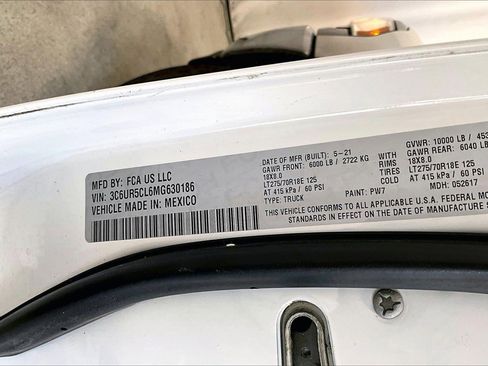 MFD BY: FCA US LLC
VIN: 3C6UR5CL6MG630186
VEHICLE MADE IN: MEXICO
DATE OF MFR (BUILT): 5-21 GVWR: 10000 LB / 453
GAWR FRONT: 6000 LB / 2722 KG WITH GAWR REAR: 6040 LB
18X8.0 RIMS 18X8.0
LT275/70R18E 125 TIRES LT275/70R18E 125
AT 415 kPa / 60 PSI AT 415 kPa / 60 PSI
TYPE: TRUCK PAINT: PW7 MDH: 052617
THIS VEHICLE CONFORMS TO ALL APPLICABLE U.S.A. FEDERAL MO
STANDARDS IN EFFECT ON THE DATE OF MANUFACTURE S